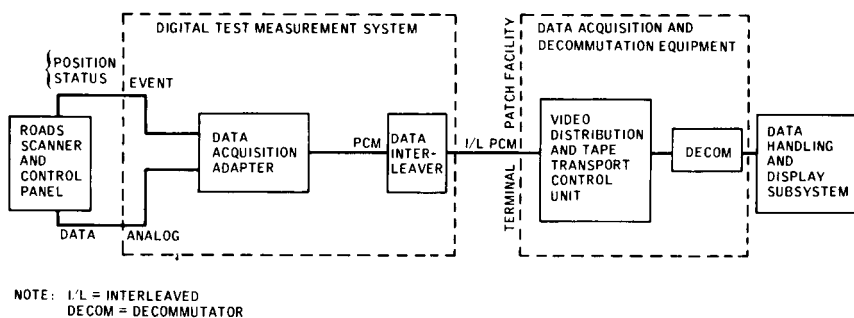 DIGITAL TEST MEASUREMENT SYSTEM
DATA ACQUISITION AND
DECOMMUTATION EQUIPMENT
POSITION
STATUS
EVENT
ROADS
SCANNER
AND
CONTROL
PANEL
DATA
ANALOG
DATA
ACQUISITION
ADAPTER
PCM
DATA
INTER-
LEAVER
I/L PCM
TERMINAL PATCH FACILITY
VIDEO
DISTRIBUTION
AND TAPE
TRANSPORT
CONTROL
UNIT
DECOM
DATA
HANDLING
AND
DISPLAY
SUBSYSTEM
NOTE: I/L = INTERLEAVED
DECOM = DECOMMUTATOR